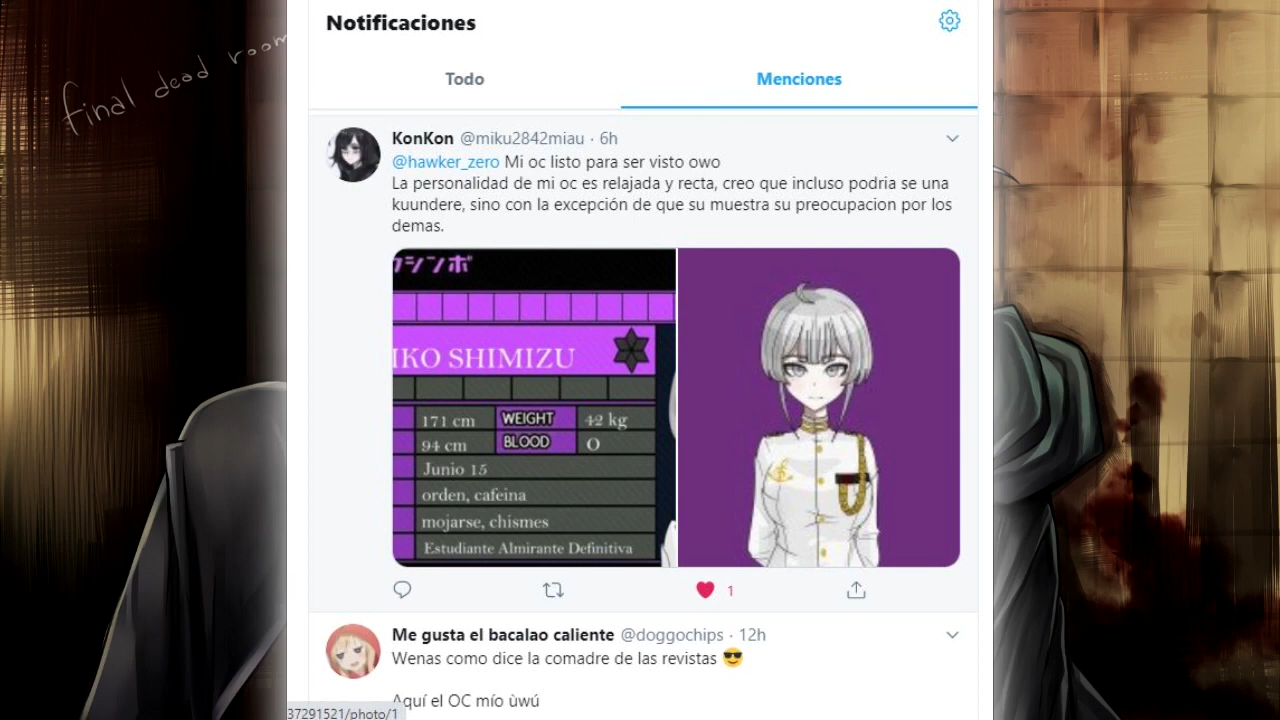 final dead room
Notificaciones
Todo
Menciones
KonKon @miku2842miau · 6h
@hawker_zero Mi oc listo para ser visto owo
La personalidad de mi oc es relajada y recta, creo que incluso podria se una
kuundere, sino con la excepción de que su muestra su preocupacion por los
demas.
クシンポ
IKO SHIMIZU
171 cm WEIGHT 42 kg
94 cm BLOOD O
Junio 15
orden, cafeina
mojarse, chismes
Estudiante Almirante Definitiva
1
Me gusta el bacalao caliente @doggochips · 12h
Wenas como dice la comadre de las revistas 😎
Aquí el OC mío ùwú
37291521/photo/1